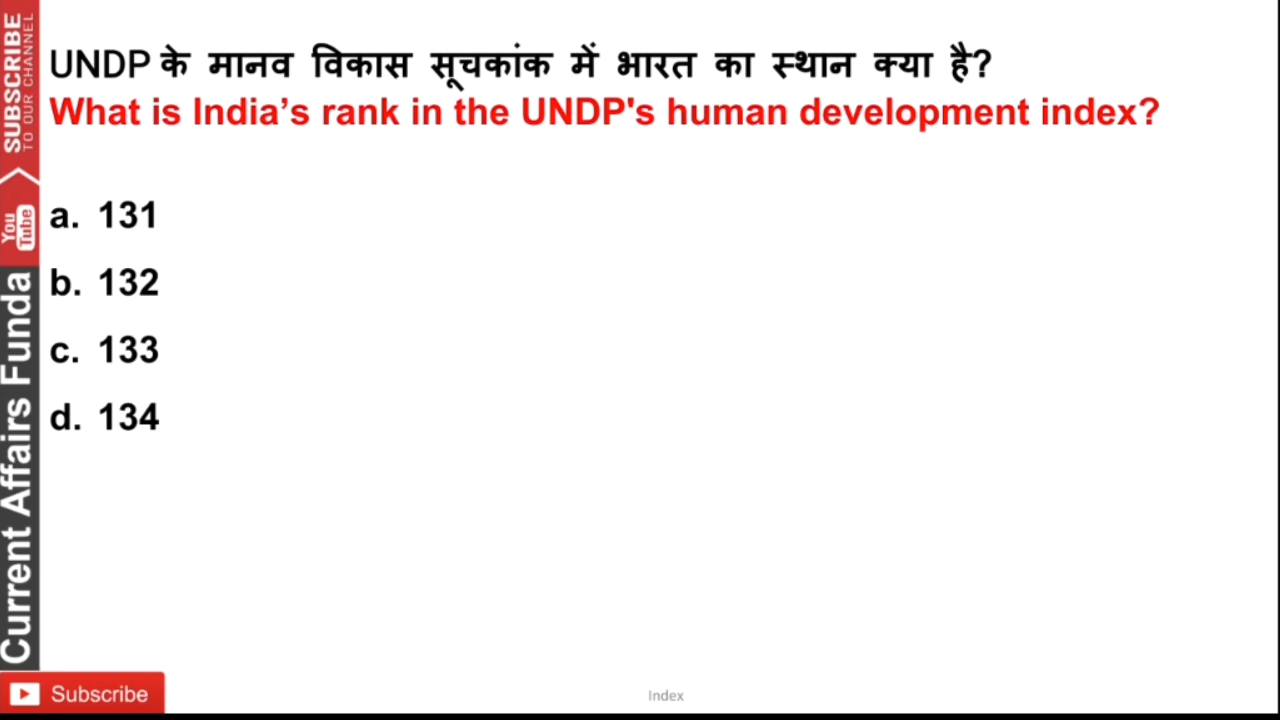 UNDP के मानव विकास सूचकांक में भारत का स्थान क्या है?
What is India’s rank in the UNDP's human development index?
a. 131
b. 132
c. 133
d. 134
SUBSCRIBE
TO OUR CHANNEL
You
Tube
Current Affairs Funda
Subscribe
Index